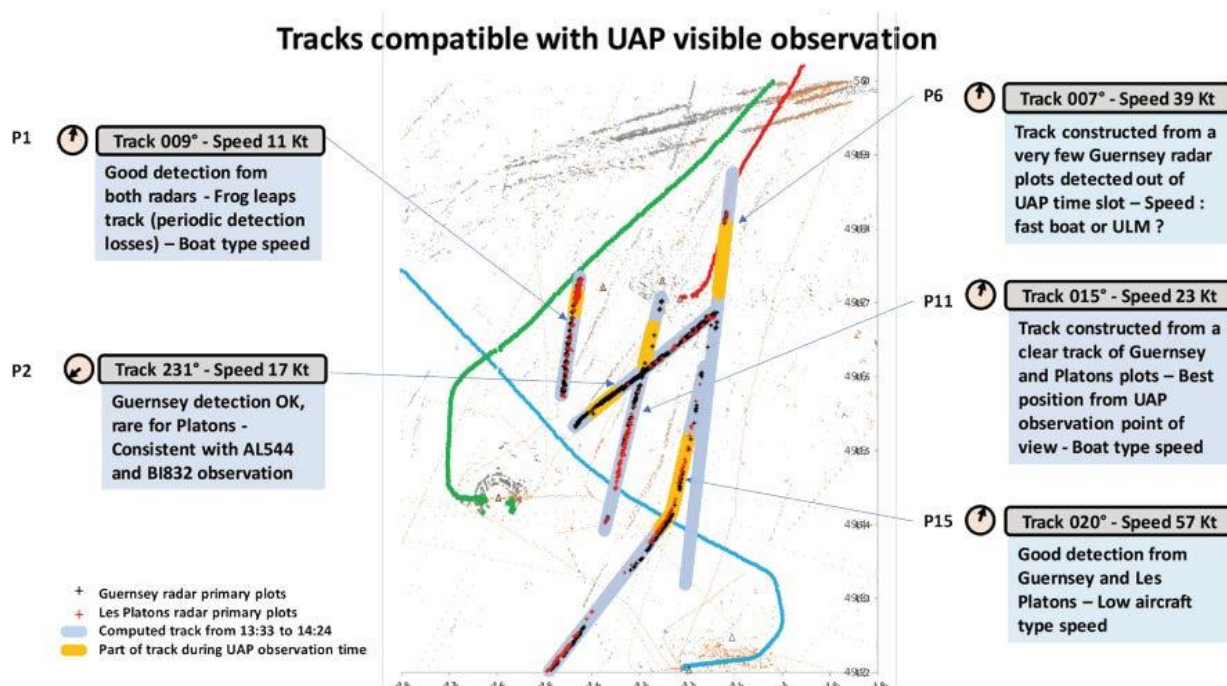 Tracks compatible with UAP visible observation
P1
Track 009° - Speed 11 Kt
Good detection fom
both radars - Frog leaps
track (periodic detection
losses) – Boat type speed
P2
Track 231° - Speed 17 Kt
Guernsey detection OK,
rare for Platons -
Consistent with AL544
and BI832 observation
Guernsey radar primary plots
Les Platons radar primary plots
Computed track from 13:33 to 14:24
Part of track during UAP observation time
P6
Track 007° - Speed 39 Kt
Track constructed from a
very few Guernsey radar
plots detected out of
UAP time slot – Speed :
fast boat or ULM ?
P11
Track 015° - Speed 23 Kt
Track constructed from a
clear track of Guernsey
and Platons plots – Best
position from UAP
observation point of
view - Boat type speed
P15
Track 020° - Speed 57 Kt
Good detection from
Guernsey and Les
Platons – Low aircraft
type speed